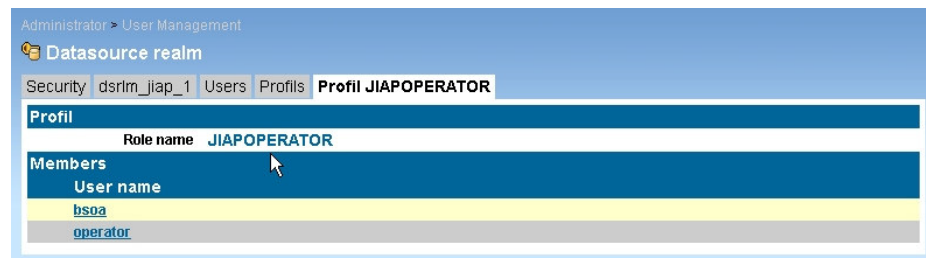 Administrator > User Management
Datasource realm
Security dsrlm_jiap_1 Users Profils Profil JIAPOPERATOR
Profil
Role name JIAPOPERATOR
Members
User name
bsoa
operator